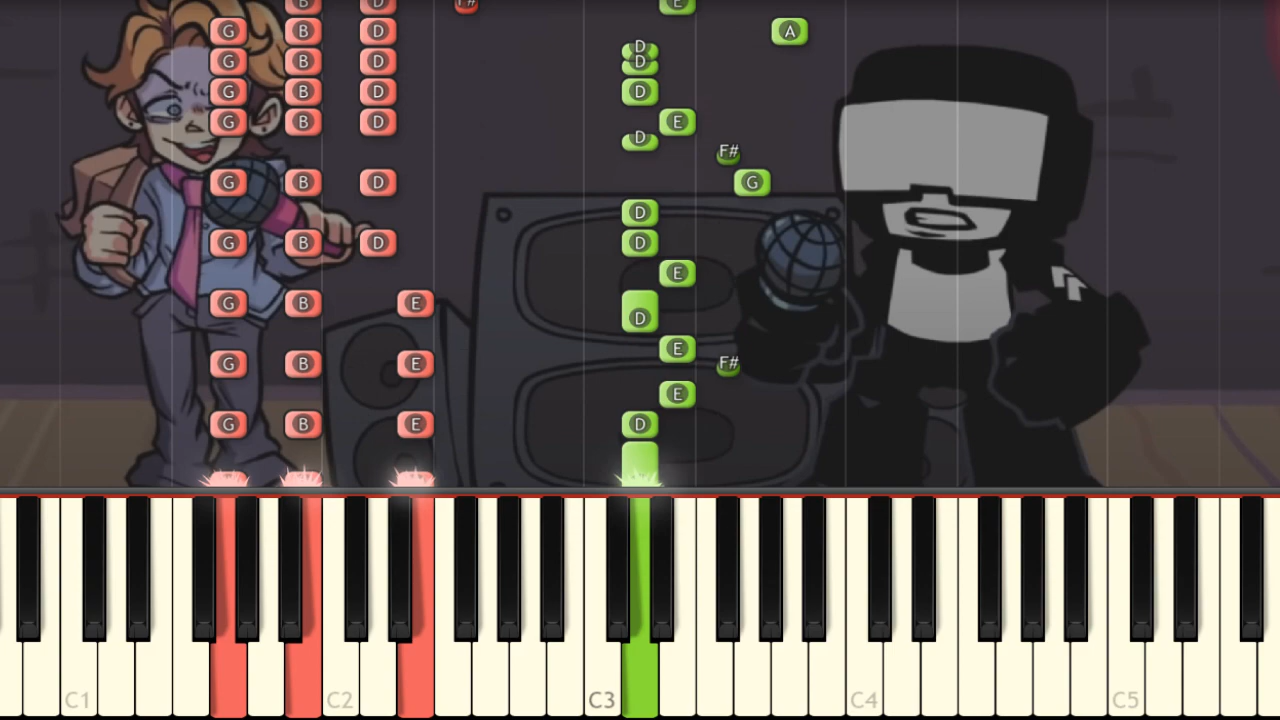 B D F# E
G B D A
D
G B D D
G B D D
G B D E
D
F#
G B D G
D
G B D D
E
G B E
D
E
G B E F#
E
G B E D
C1 C2 C3 C4 C5